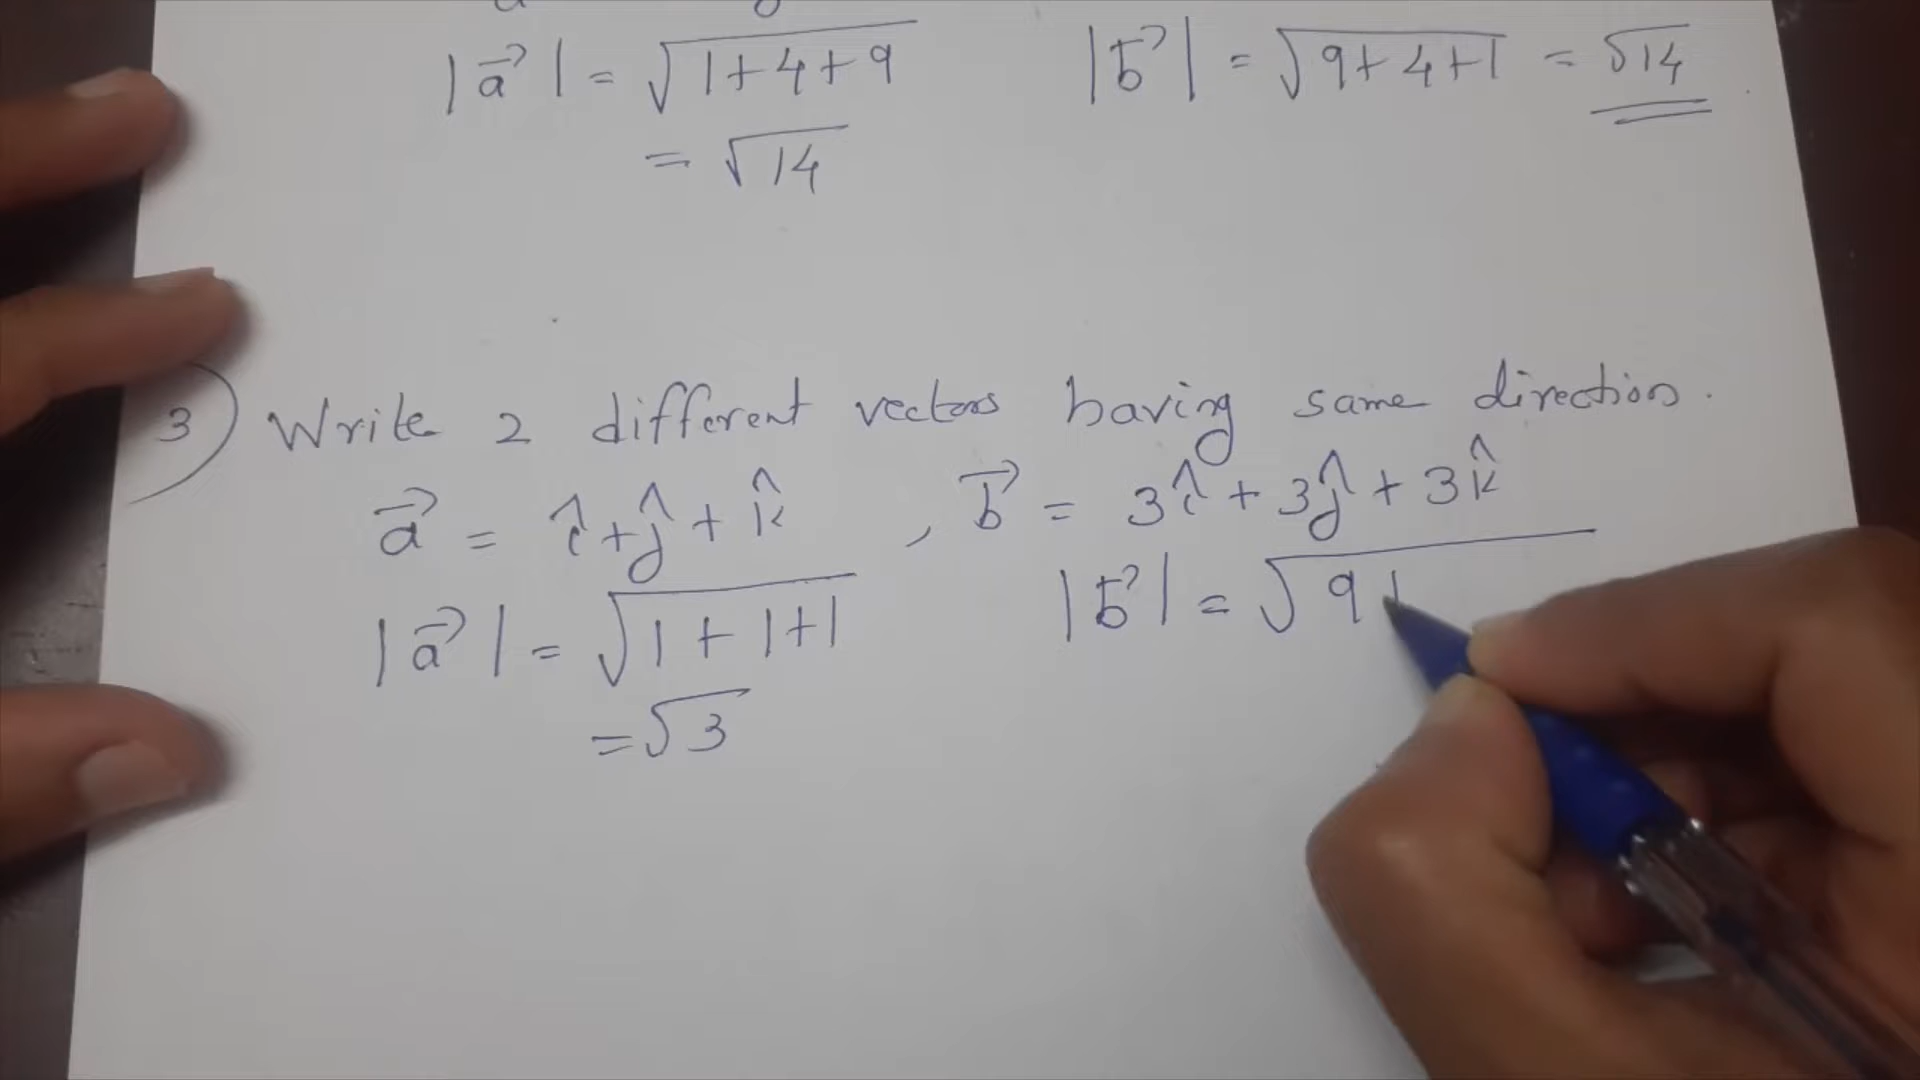 |a⃗| = √1+4+9   |b⃗| = √9+4+1 = √14
= √14
3) Write 2 different vectors having same direction.
a⃗ = î+ĵ+k̂ , b⃗ = 3î+3ĵ+3k̂
|a⃗| = √1+1+1   |b⃗| = √9+
= √3